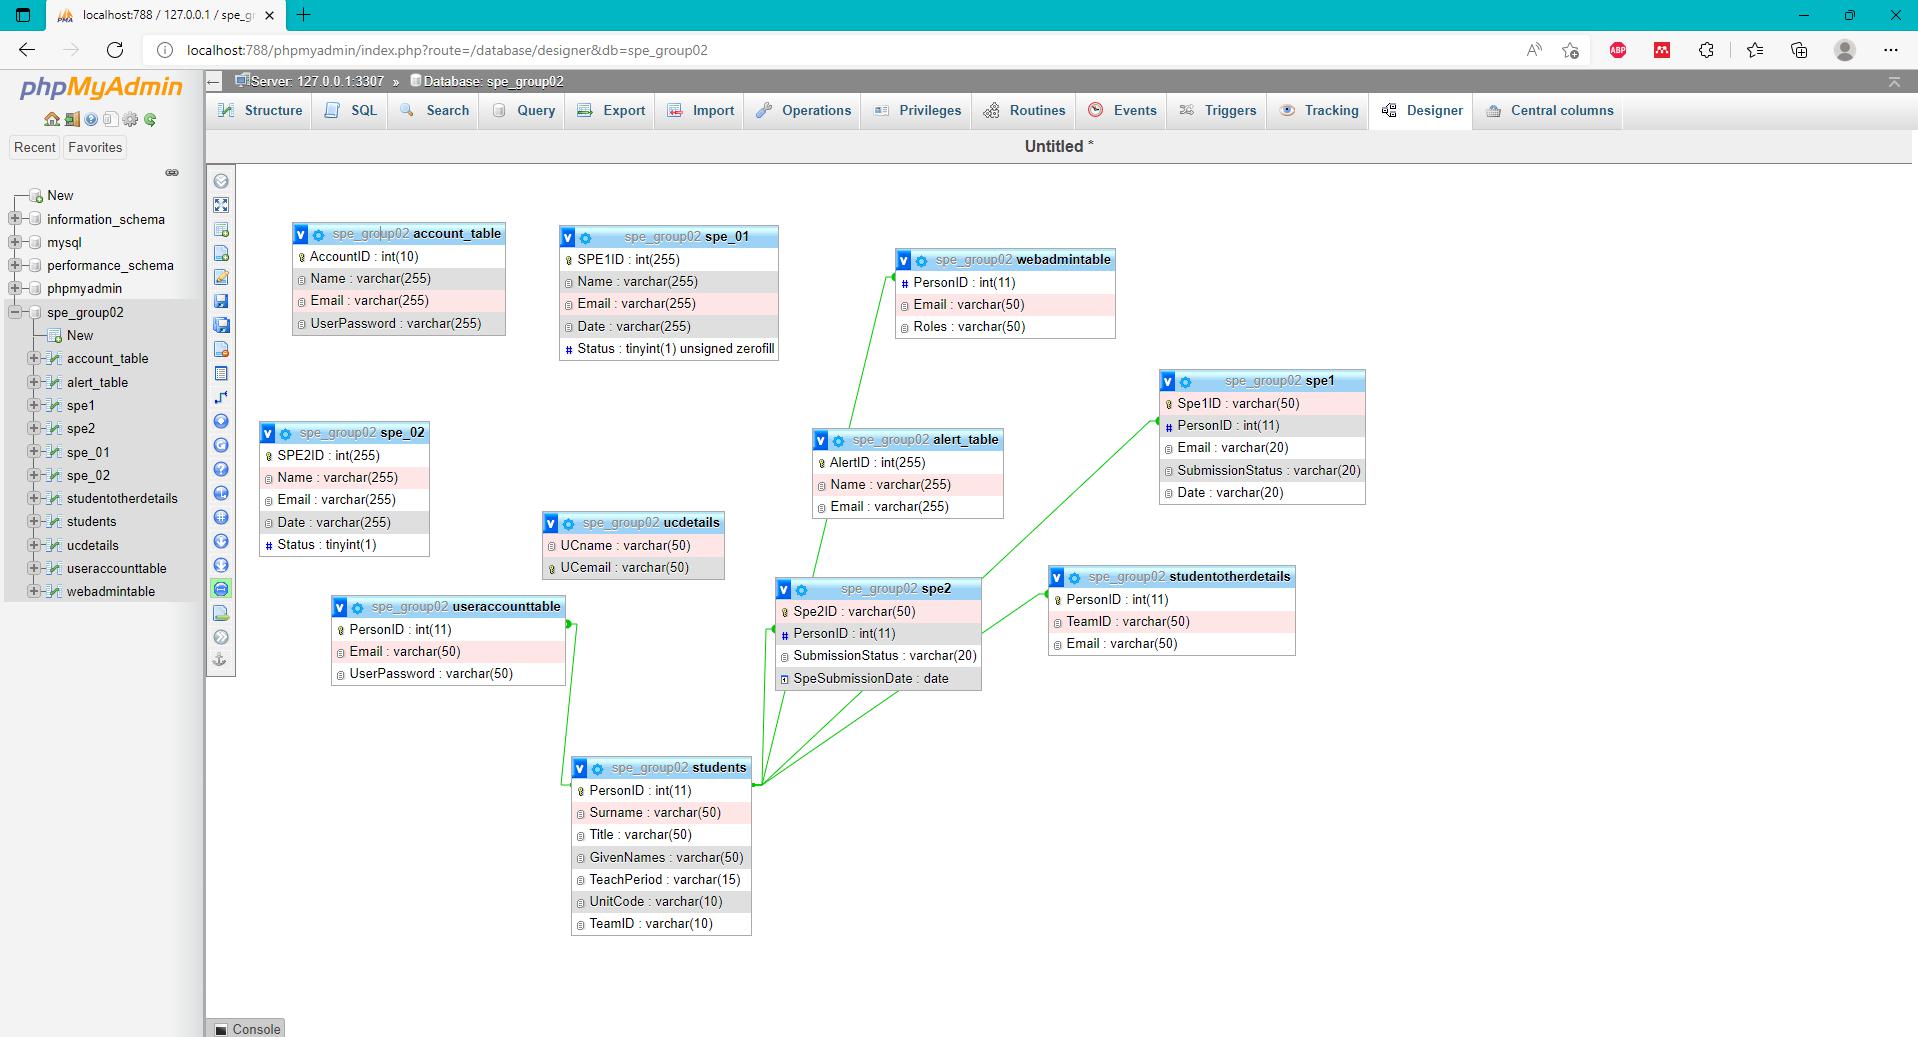 localhost:788 / 127.0.0.1 / spe_gr
localhost:788/phpmyadmin/index.php?route=/database/designer&db=spe_group02
ABP
phpMyAdmin
Server: 127.0.0.1:3307 » Database: spe_group02
Structure SQL Search Query Export Import Operations Privileges Routines Events Triggers Tracking Designer Central columns
Untitled *
Recent Favorites
New
information_schema
mysql
performance_schema
phpmyadmin
spe_group02
New
account_table
alert_table
spe1
spe2
spe_01
spe_02
studentotherdetails
students
ucdetails
useraccounttable
webadmintable
v spe_group02 account_table
AccountID : int(10)
Name : varchar(255)
Email : varchar(255)
UserPassword : varchar(255)
v spe_group02 spe_01
SPE1ID : int(255)
Name : varchar(255)
Email : varchar(255)
Date : varchar(255)
# Status : tinyint(1) unsigned zerofill
v spe_group02 webadmintable
# PersonID : int(11)
Email : varchar(50)
Roles : varchar(50)
v spe_group02 spe1
Spe1ID : varchar(50)
# PersonID : int(11)
Email : varchar(20)
SubmissionStatus : varchar(20)
Date : varchar(20)
v spe_group02 spe_02
SPE2ID : int(255)
Name : varchar(255)
Email : varchar(255)
Date : varchar(255)
# Status : tinyint(1)
v spe_group02 alert_table
AlertID : int(255)
Name : varchar(255)
Email : varchar(255)
v spe_group02 ucdetails
UCname : varchar(50)
UCemail : varchar(50)
v spe_group02 spe2
Spe2ID : varchar(50)
# PersonID : int(11)
SubmissionStatus : varchar(20)
SpeSubmissionDate : date
v spe_group02 studentotherdetails
PersonID : int(11)
TeamID : varchar(50)
Email : varchar(50)
v spe_group02 useraccounttable
PersonID : int(11)
Email : varchar(50)
UserPassword : varchar(50)
v spe_group02 students
PersonID : int(11)
Surname : varchar(50)
Title : varchar(50)
GivenNames : varchar(50)
TeachPeriod : varchar(15)
UnitCode : varchar(10)
TeamID : varchar(10)
Console